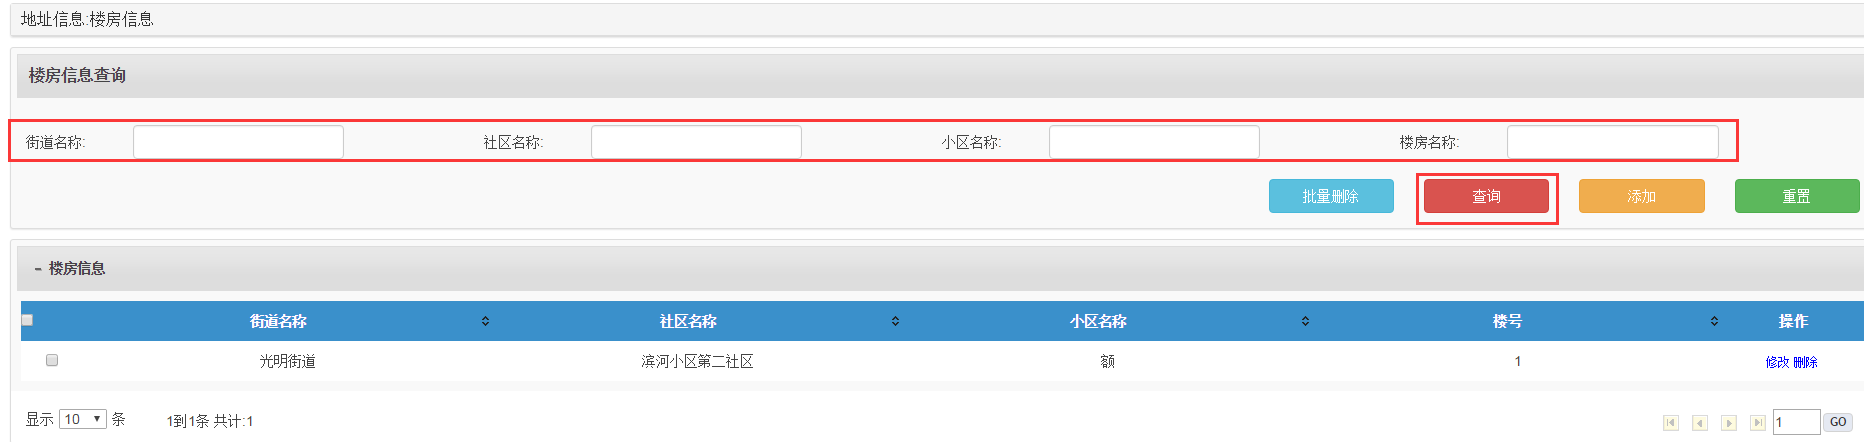 地址信息:楼房信息
楼房信息查询
街道名称: 社区名称: 小区名称: 楼房名称:
批量删除 查询 添加 重置
- 楼房信息
街道名称 社区名称 小区名称 楼号 操作
光明街道 滨河小区第二社区 额 1 修改 删除
显示 10 条 1到1条 共计:1 1 GO